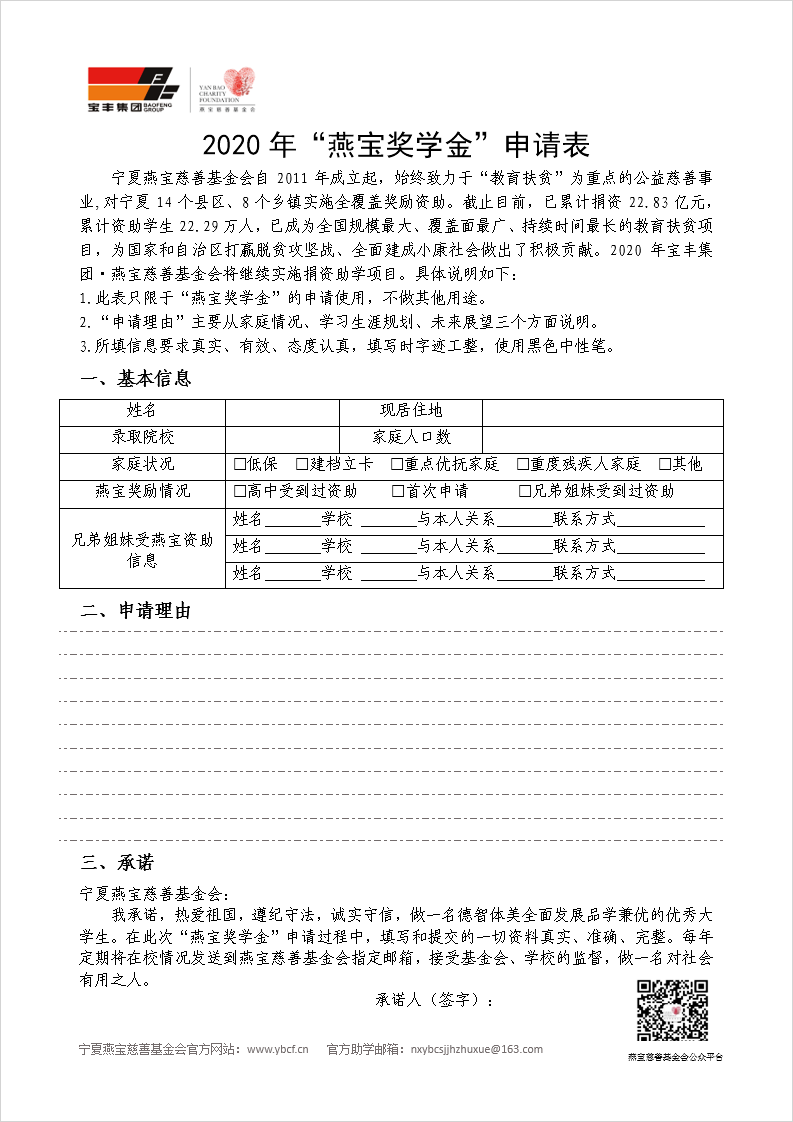 宝丰集团 BAOFENG GROUP
YAN BAO
CHARITY
FOUNDATION
燕宝慈善基金会
2020年“燕宝奖学金”申请表
宁夏燕宝慈善基金会自 2011 年成立起，始终致力于“教育扶贫”为重点的公益慈善事
业,对宁夏 14 个县区、8 个乡镇实施全覆盖奖励资助。截止目前，已累计捐资 22.83 亿元，
累计资助学生 22.29 万人，已成为全国规模最大、覆盖面最广、持续时间最长的教育扶贫项
目，为国家和自治区打赢脱贫攻坚战、全面建成小康社会做出了积极贡献。2020 年宝丰集
团·燕宝慈善基金会将继续实施捐资助学项目。具体说明如下：
1.此表只限于“燕宝奖学金”的申请使用，不做其他用途。
2.“申请理由”主要从家庭情况、学习生涯规划、未来展望三个方面说明。
3.所填信息要求真实、有效、态度认真，填写时字迹工整，使用黑色中性笔。
一、基本信息
姓名 现居住地
录取院校 家庭人口数
家庭状况 □低保 □建档立卡 □重点优抚家庭 □重度残疾人家庭 □其他
燕宝奖励情况 □高中受到过资助 □首次申请 □兄弟姐妹受到过资助
兄弟姐妹受燕宝资助
信息
姓名_______学校 _______与本人关系_______联系方式___________
姓名_______学校 _______与本人关系_______联系方式___________
姓名_______学校 _______与本人关系_______联系方式___________
二、申请理由
三、承诺
宁夏燕宝慈善基金会：
我承诺，热爱祖国，遵纪守法，诚实守信，做一名德智体美全面发展品学兼优的优秀大
学生。在此次“燕宝奖学金”申请过程中，填写和提交的一切资料真实、准确、完整。每年
定期将在校情况发送到燕宝慈善基金会指定邮箱，接受基金会、学校的监督，做一名对社会
有用之人。
承诺人（签字）：
宁夏燕宝慈善基金会官方网站：www.ybcf.cn 官方助学邮箱：nxybcsjjhzhuxue@163.com
燕宝慈善基金会公众平台